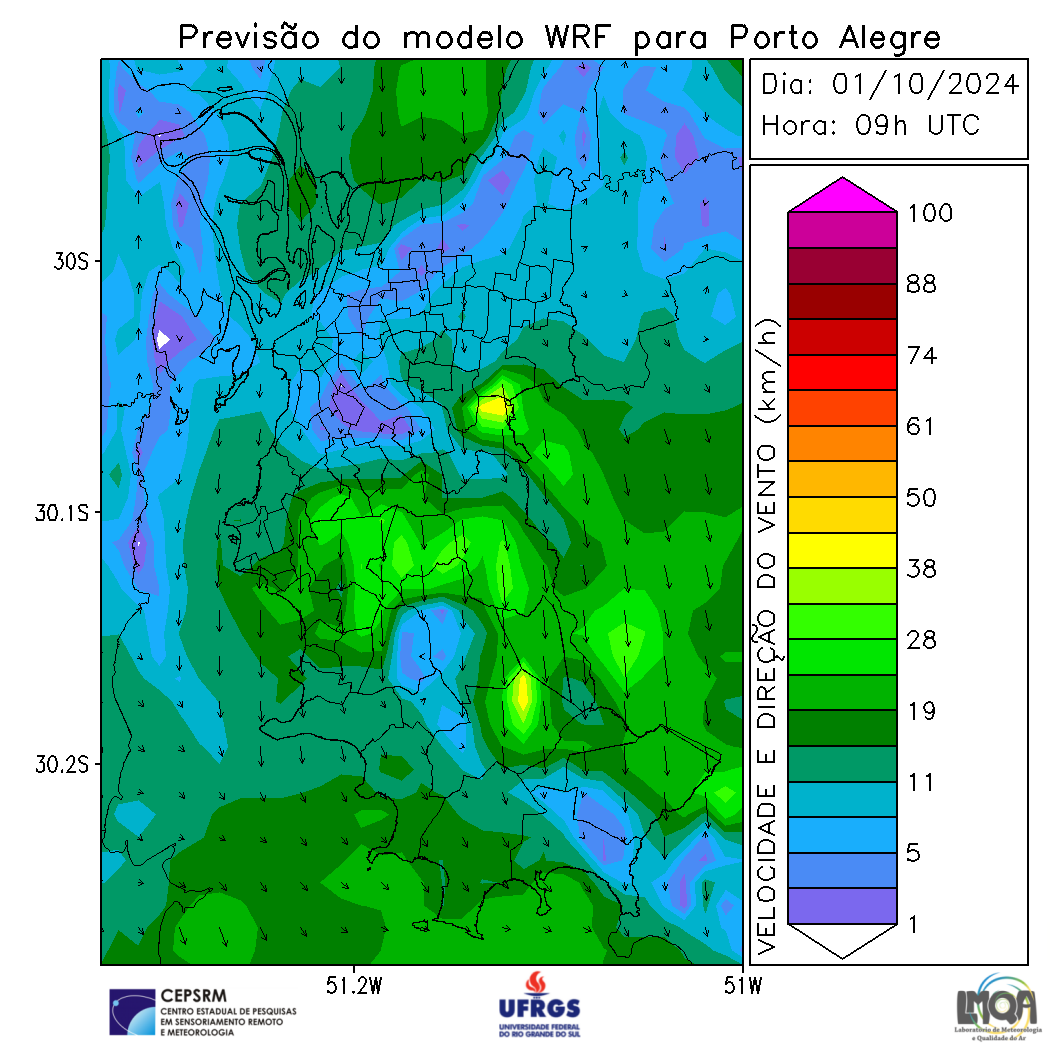 Previsão do modelo WRF para Porto Alegre
Dia: 01/10/2024
Hora: 09h UTC
100
88
74
61
50
38
28
19
11
5
1
VELOCIDADE E DIREÇÃO DO VENTO (km/h)
30S
30.1S
30.2S
51.2W
51W
CEPSRM
CENTRO ESTADUAL DE PESQUISAS
EM SENSORIAMENTO REMOTO
E METEOROLOGIA
UFRGS
UNIVERSIDADE FEDERAL
DO RIO GRANDE DO SUL
LMQA
Laboratório de Meteorologia
e Qualidade do Ar